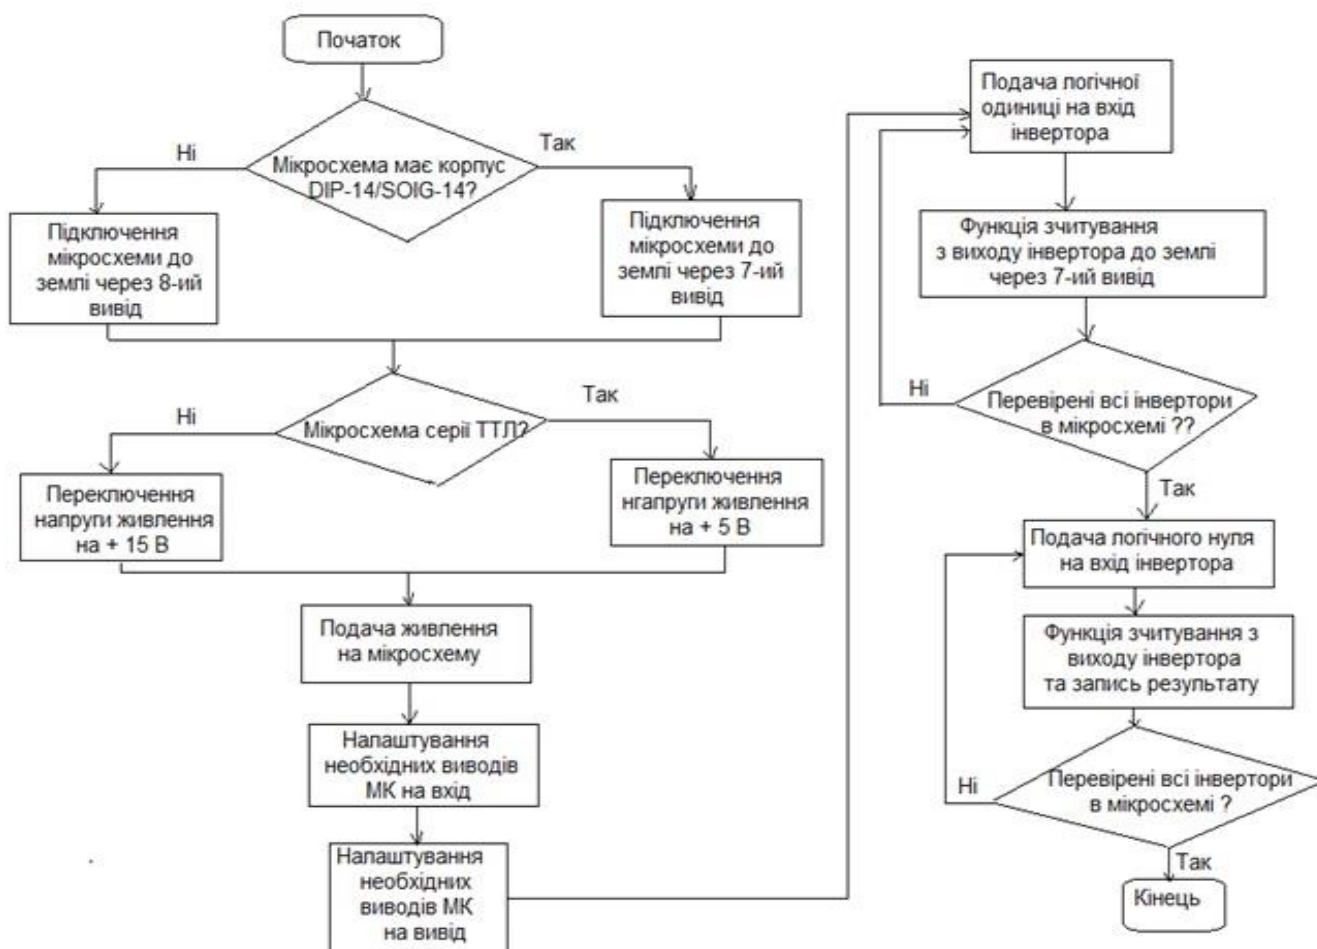 Початок
Мікросхема має корпус
DIP-14/SOIG-14?
Ні
Так
Підключення
мікросхеми до
землі через 8-ий
вивід
Підключення
мікросхеми до
землі через 7-ий
вивід
Мікросхема серії ТТЛ?
Ні
Так
Переключення
напруги живлення
на + 15 В
Переключення
нгапруги живлення
на + 5 В
Подача живлення
на мікросхему
Налаштування
необхідних виводів
МК на вхід
Налаштування
необхідних
виводів МК
на вивід
Подача логічної
одиниці на вхід
інвертора
Функція зчитування
з виходу інвертора до землі
через 7-ий вивід
Перевірені всі інвертори
в мікросхемі ??
Ні
Так
Подача логічного нуля
на вхід інвертора
Функція зчитування з
виходу інвертора
та запись результату
Перевірені всі інвертори
в мікросхемі ?
Ні
Так
Кінець